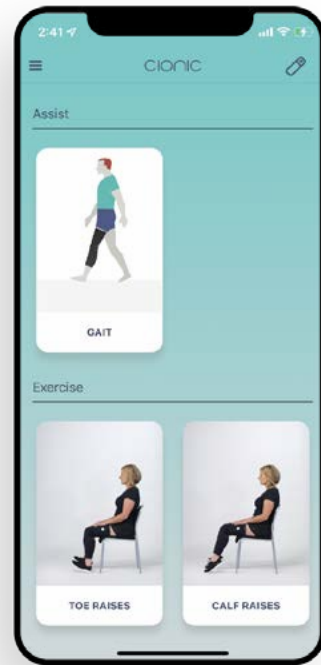 2:41
CIONIC
Assist
GAIT
Exercise
TOE RAISES
CALF RAISES